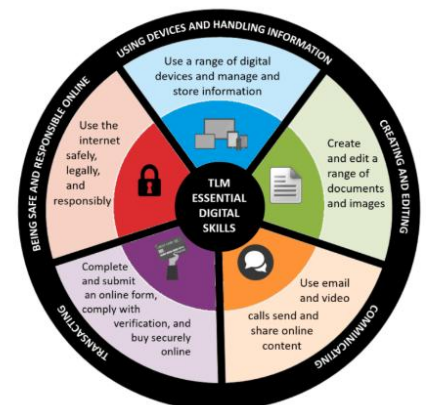 USING DEVICES AND HANDLING INFORMATION
Use a range of digital
devices and manage and
store information
CREATING AND EDITING
Create
and edit a
range of
documents
and images
COMMINICATING
Use email
and video
calls send and
share online
content
TRANSACTING
Complete
and submit
an online form,
comply with
verification, and
buy securely
online
BEING SAFE AND RESPONSIBLE ONLINE
Use the
internet
safely,
legally,
and
responsibly
TLM
ESSENTIAL
DIGITAL
SKILLS